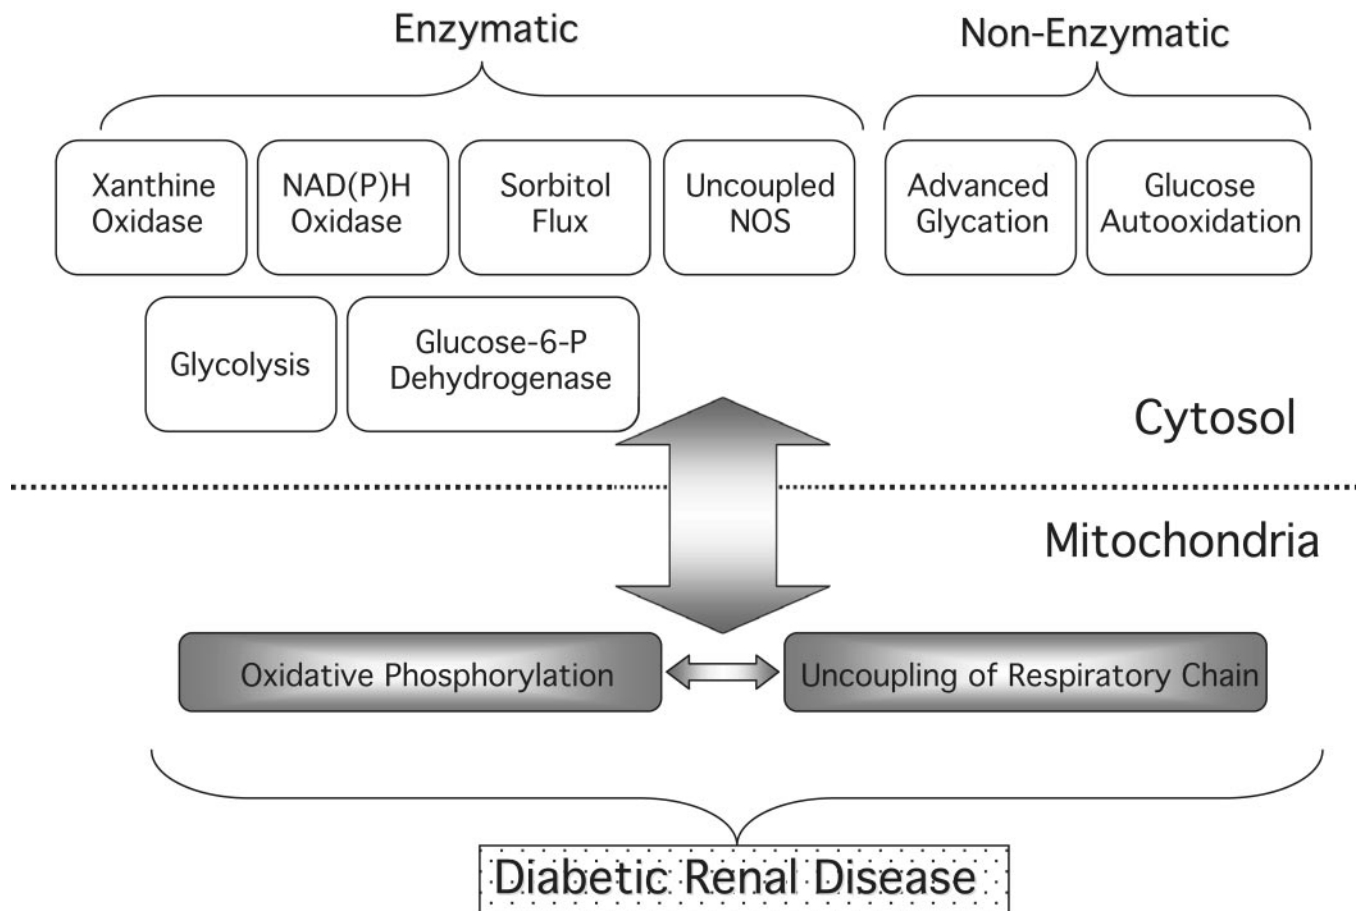 Enzymatic
Non-Enzymatic
Xanthine
Oxidase
NAD(P)H
Oxidase
Sorbitol
Flux
Uncoupled
NOS
Advanced
Glycation
Glucose
Autooxidation
Glycolysis
Glucose-6-P
Dehydrogenase
Cytosol
Mitochondria
Oxidative Phosphorylation
Uncoupling of Respiratory Chain
Diabetic Renal Disease